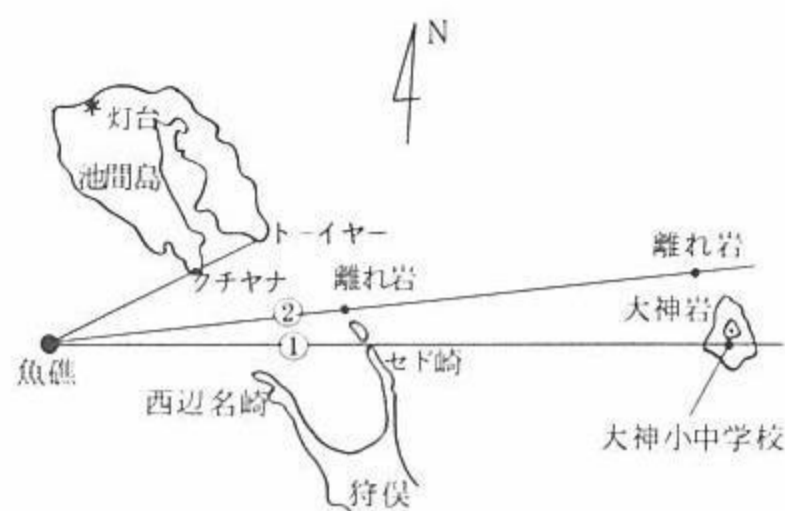 N
灯台
池間島
トーイヤー
クチヤナ
離れ岩
離れ岩
大神岩
②
①
魚礁
セド崎
西辺名崎
大神小中学校
狩俣